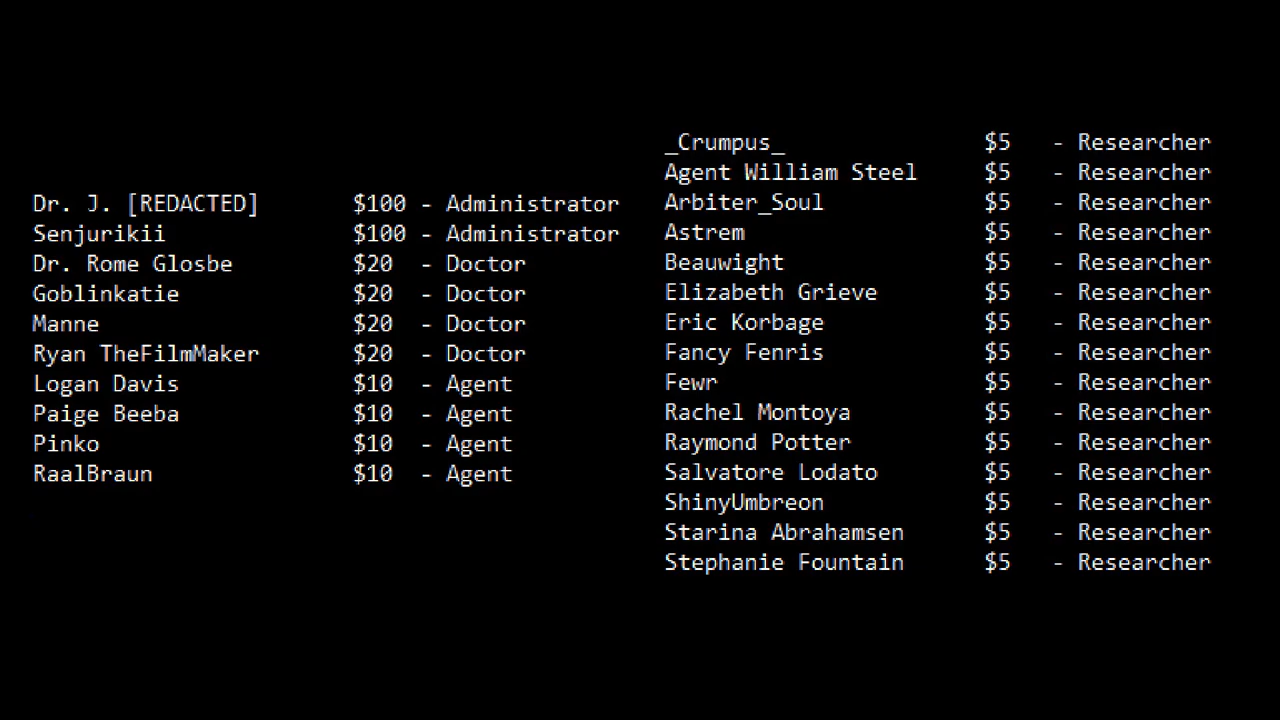 Dr. J. [REDACTED] $100 - Administrator
Senjurikii $100 - Administrator
Dr. Rome Glosbe $20 - Doctor
Goblinkatie $20 - Doctor
Manne $20 - Doctor
Ryan TheFilmMaker $20 - Doctor
Logan Davis $10 - Agent
Paige Beeba $10 - Agent
Pinko $10 - Agent
RaalBraun $10 - Agent
_Crumpus_ $5 - Researcher
Agent William Steel $5 - Researcher
Arbiter_Soul $5 - Researcher
Astrem $5 - Researcher
Beauwight $5 - Researcher
Elizabeth Grieve $5 - Researcher
Eric Korbage $5 - Researcher
Fancy Fenris $5 - Researcher
Fewr $5 - Researcher
Rachel Montoya $5 - Researcher
Raymond Potter $5 - Researcher
Salvatore Lodato $5 - Researcher
ShinyUmbreon $5 - Researcher
Starina Abrahamsen $5 - Researcher
Stephanie Fountain $5 - Researcher